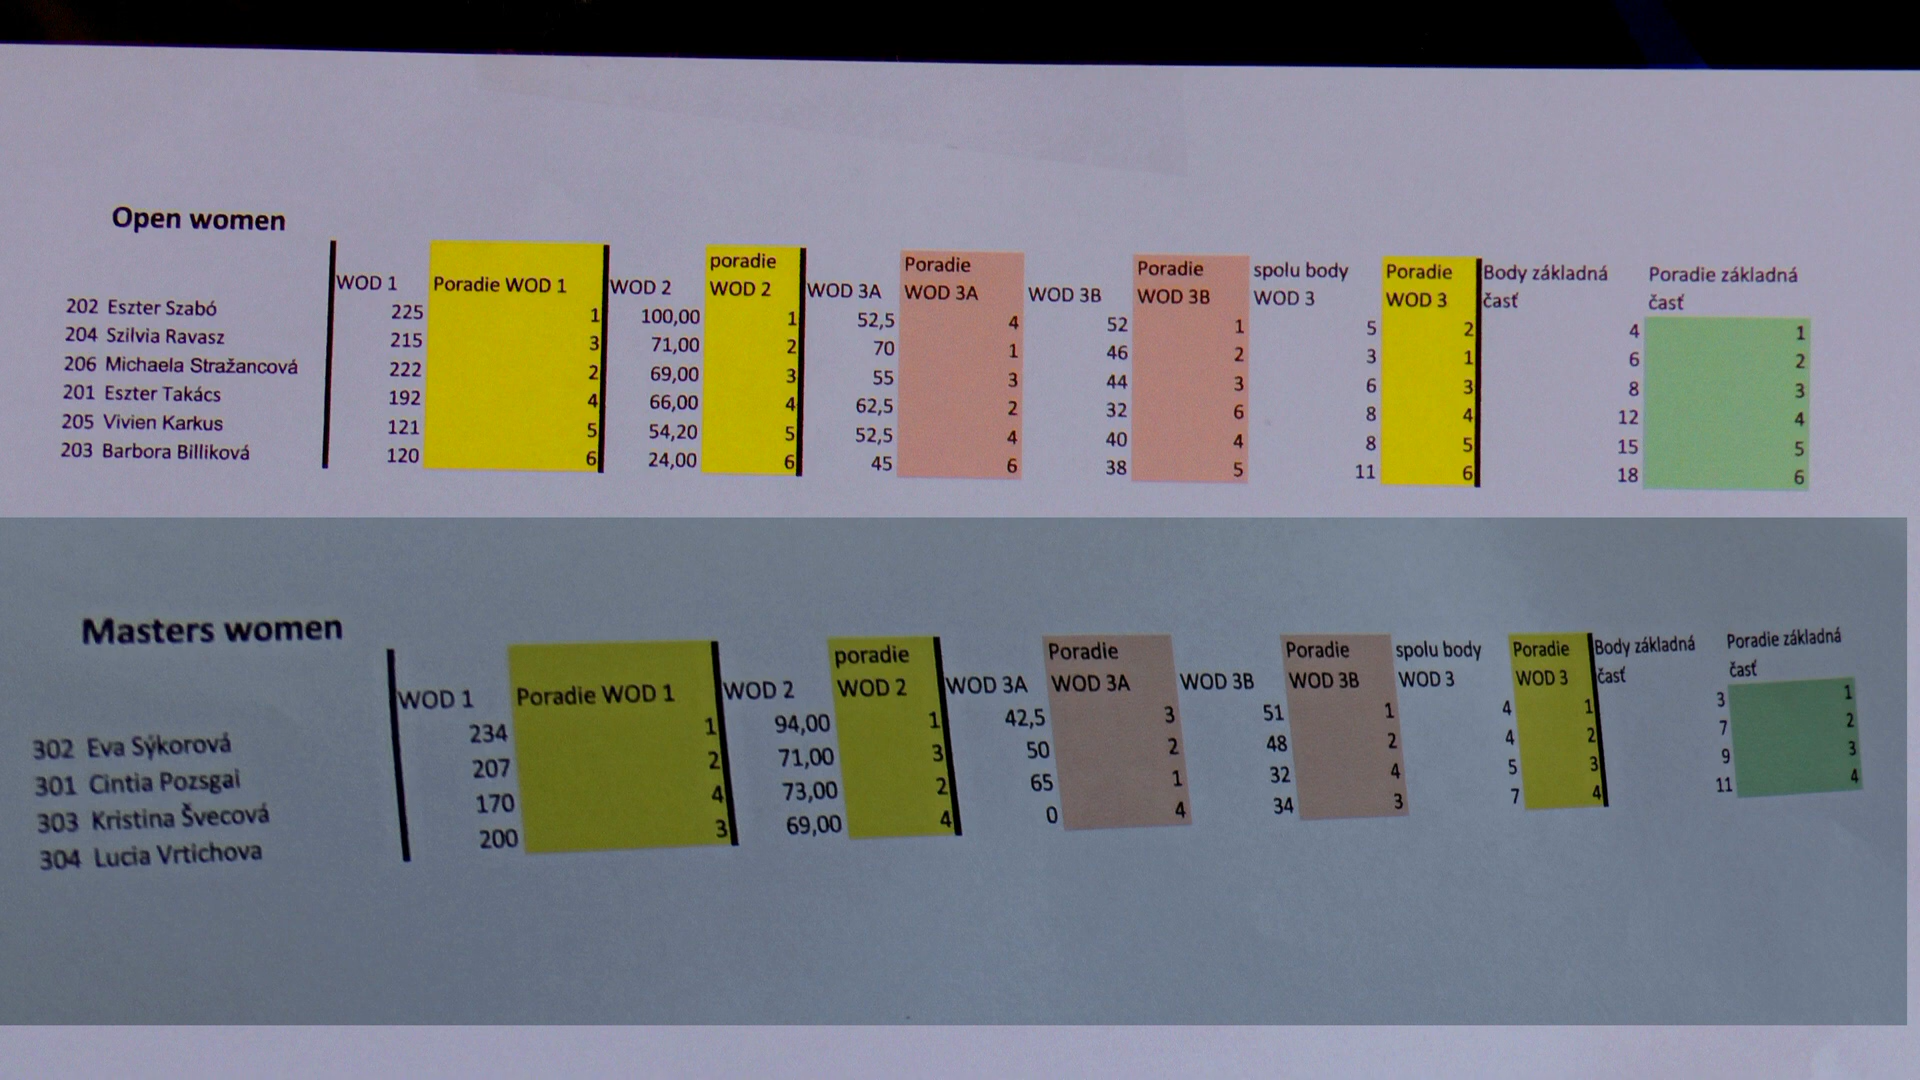 Open women
WOD 1 Poradie WOD 1 WOD 2 poradie WOD 2 WOD 3A Poradie WOD 3A WOD 3B Poradie WOD 3B spolu body WOD 3 Poradie WOD 3 Body základná časť Poradie základná časť
202 Eszter Szabó 225 1 100,00 1 52,5 4 52 1 5 2 4 1
204 Szilvia Ravasz 215 3 71,00 2 70 1 46 2 3 1 6 2
206 Michaela Stražancová 222 2 69,00 3 55 3 44 3 6 3 8 3
201 Eszter Takács 192 4 66,00 4 62,5 2 32 6 8 4 12 4
205 Vivien Karkus 121 5 54,20 5 52,5 4 40 4 8 5 15 5
203 Barbora Billiková 120 6 24,00 6 45 6 38 5 11 6 18 6
Masters women
WOD 1 Poradie WOD 1 WOD 2 poradie WOD 2 WOD 3A Poradie WOD 3A WOD 3B Poradie WOD 3B spolu body WOD 3 Poradie WOD 3 Body základná časť Poradie základná časť
302 Eva Sýkorová 234 1 94,00 1 42,5 3 51 1 4 1 3 1
301 Cintia Pozsgai 207 2 71,00 3 50 2 48 2 4 2 7 2
303 Kristina Švecová 170 4 73,00 2 65 1 32 4 5 3 9 3
304 Lucia Vrtichova 200 3 69,00 4 0 4 34 3 7 4 11 4